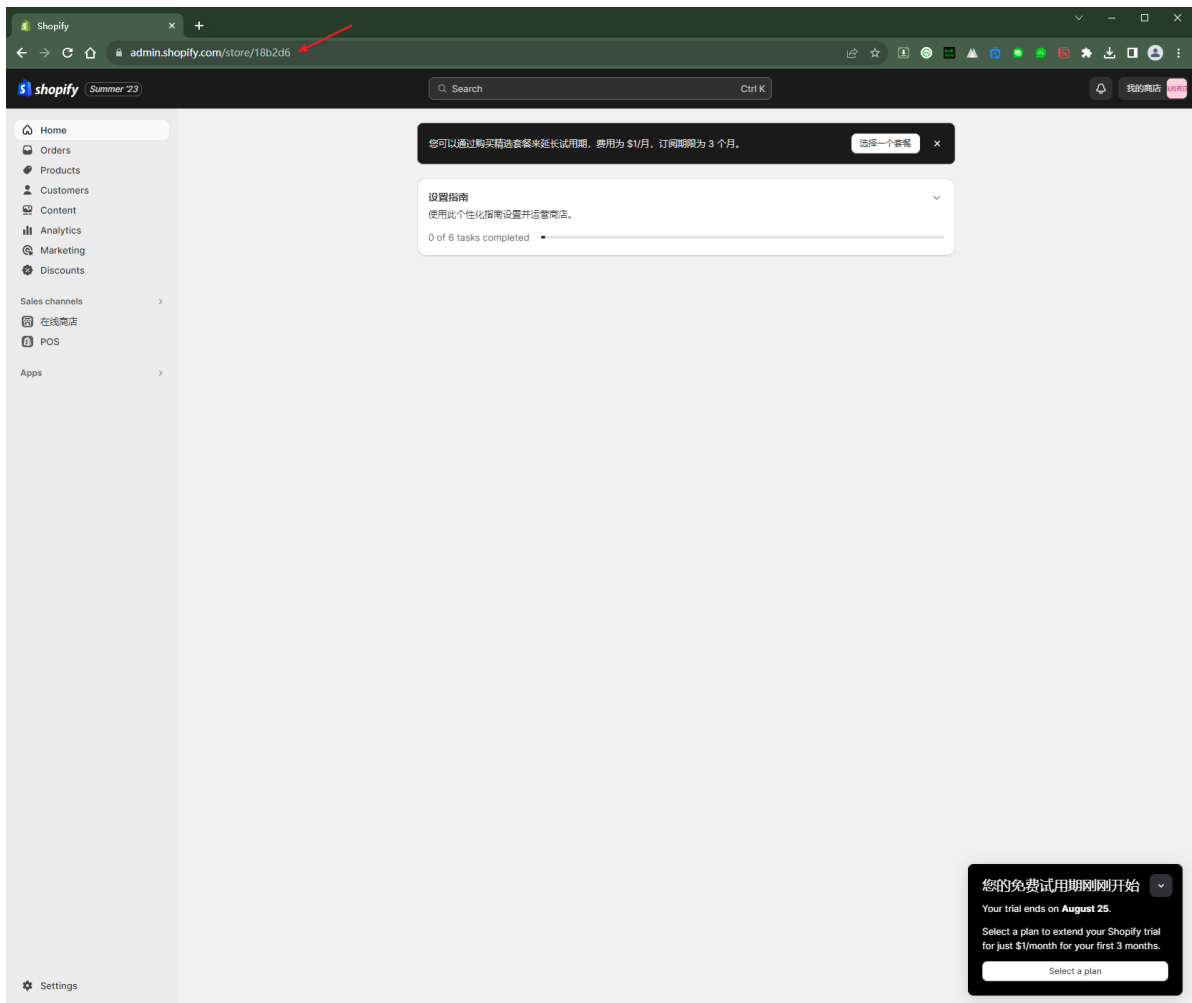 Shopify
admin.shopify.com/store/18b2d6
shopify Summer '23
Search Ctrl K
我的商店
Home
Orders
Products
Customers
Content
Analytics
Marketing
Discounts
Sales channels
在线商店
POS
Apps
Settings
您可以通过购买精选套餐来延长试用期，费用为 $1/月，订阅期限为 3 个月。
选择一个套餐
设置指南
使用此个性化指南设置并运营商店。
0 of 6 tasks completed
您的免费试用期刚刚开始
Your trial ends on August 25.
Select a plan to extend your Shopify trial
for just $1/month for your first 3 months.
Select a plan